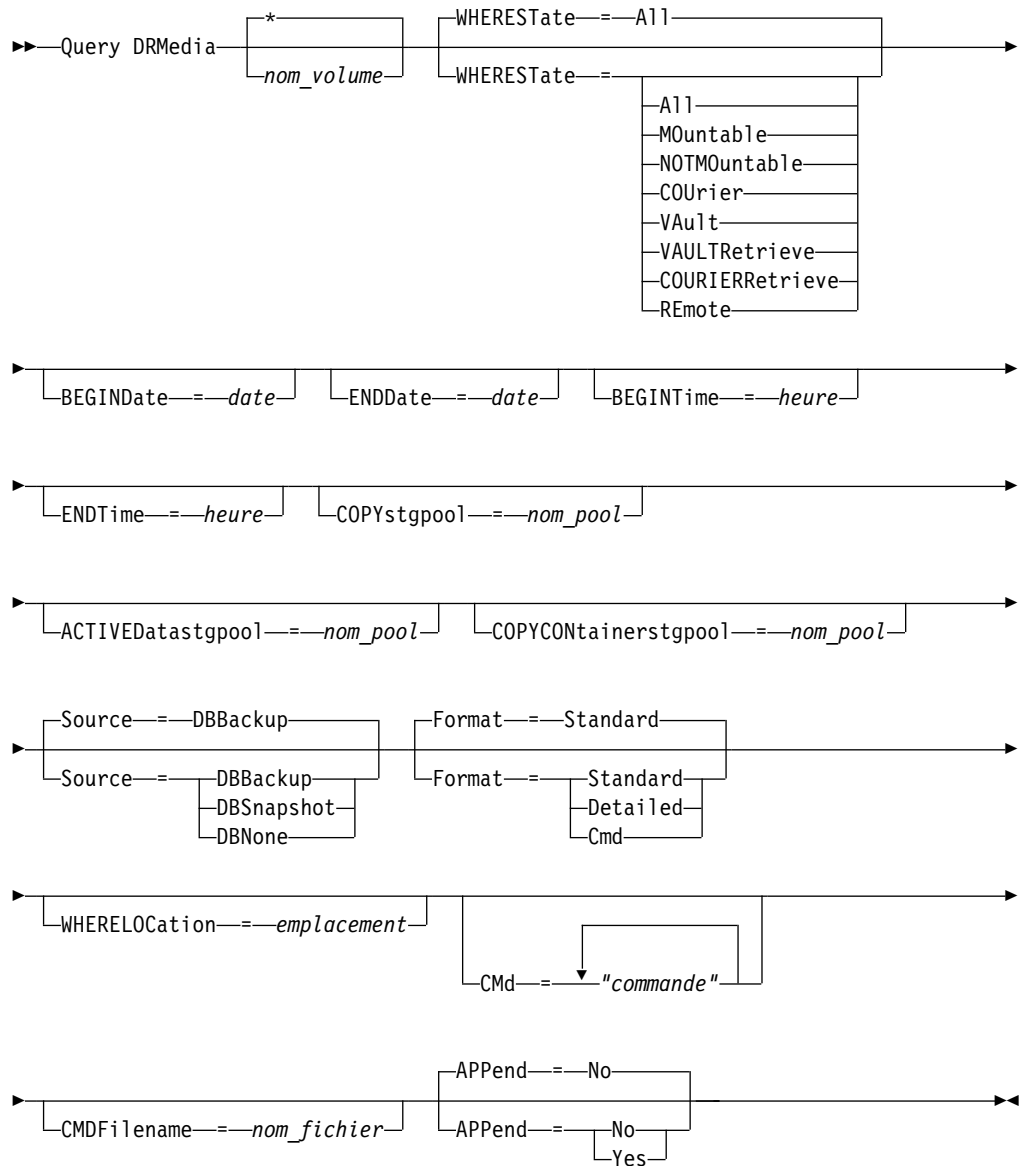 * WHERESTate = All
Query DRMedia
nom_volume WHERESTate =
All
MOuntable
NOTMOuntable
COUrier
VAult
VAULTRetrieve
COURIERRetrieve
REmote
BEGINDate = date ENDDate = date BEGINTime = heure
ENDTime = heure COPYstgpool = nom_pool
ACTIVEDatastgpool = nom_pool COPYCONtainerstgpool = nom_pool
Source = DBBackup Format = Standard
Source = DBBackup Format = Standard
DBSnapshot Detailed
DBNone Cmd
WHERELOCation = emplacement
CMd = "commande"
APPend = No
CMDFilename = nom_fichier APPend = No
Yes